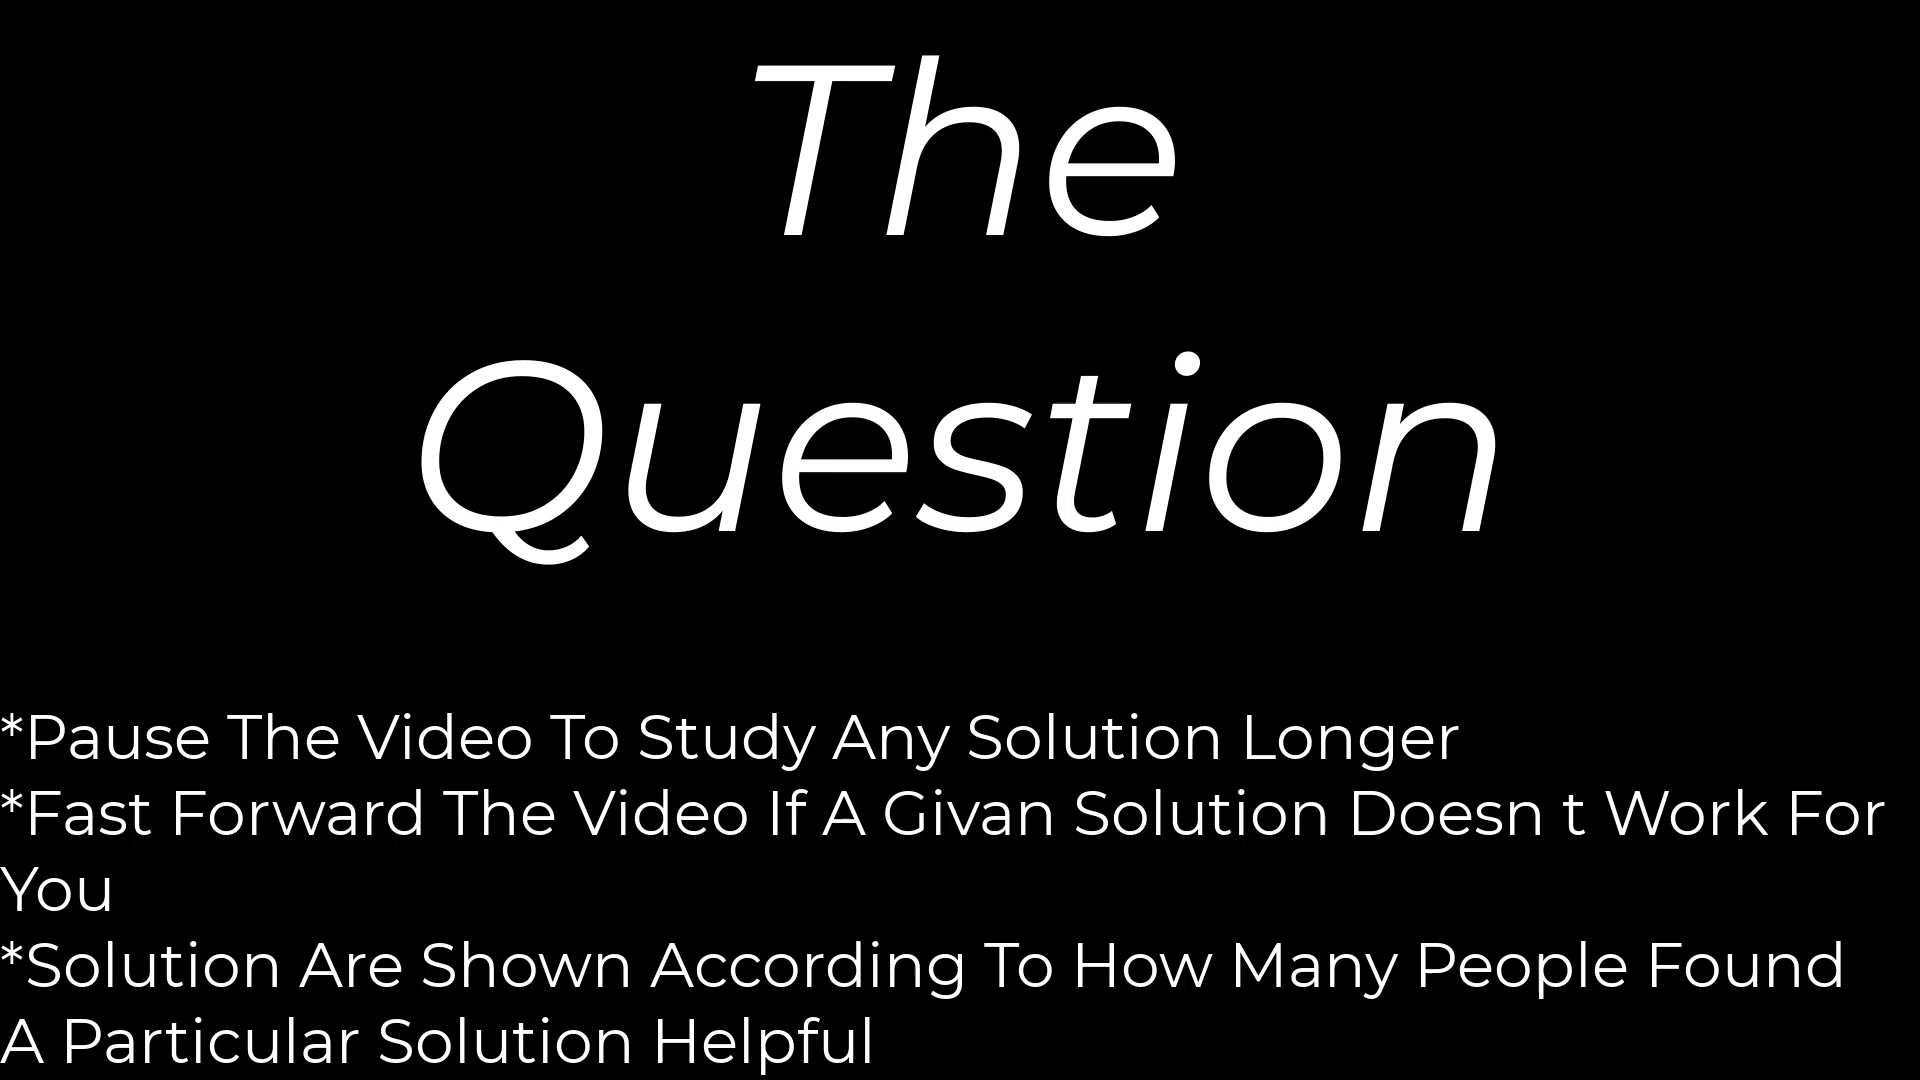 The
Question
*Pause The Video To Study Any Solution Longer
*Fast Forward The Video If A Givan Solution Doesn t Work For
You
*Solution Are Shown According To How Many People Found
A Particular Solution Helpful